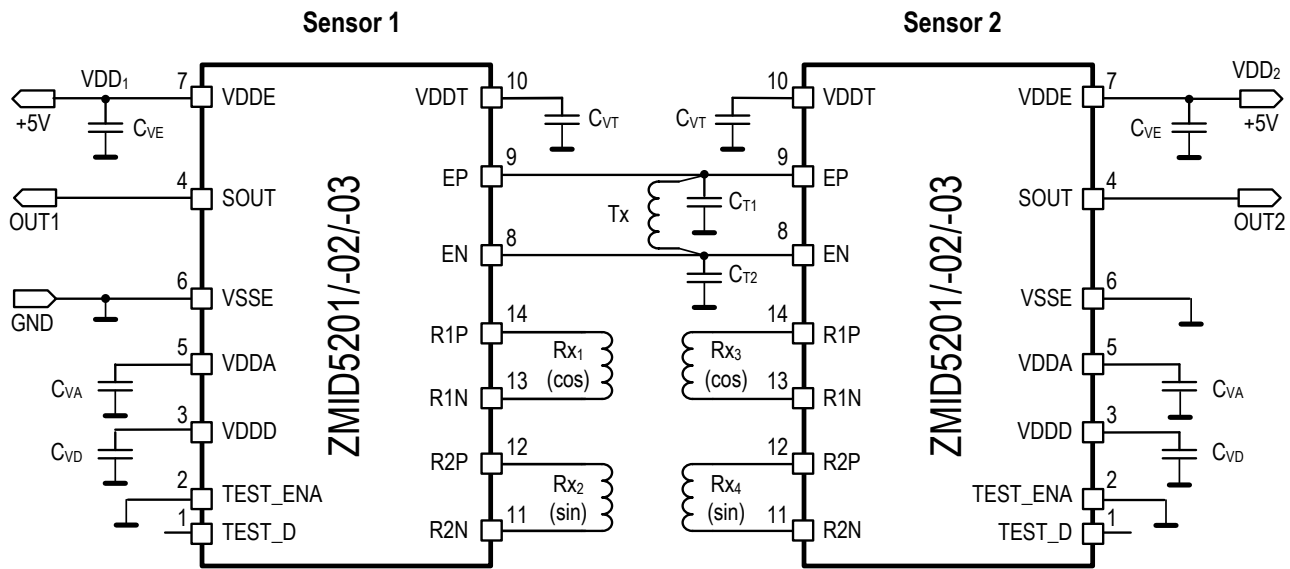 Sensor 1
Sensor 2
VDD1
7
VDDE
VDDT
10
10
VDDT
VDDE
7
VDD2
+5V
CVE
CVT
CVT
CVE
+5V
4
SOUT
EP
9
9
EP
SOUT
4
OUT1
Tx
CT1
OUT2
EN
8
8
EN
CT2
6
VSSE
VSSE
6
GND
ZMID5201/-02/-03
ZMID5201/-02/-03
5
VDDA
R1P
14
14
R1P
VDDA
5
Rx1
(cos)
Rx3
(cos)
CVA
R1N
13
13
R1N
CVA
3
VDDD
VDDD
3
CVD
R2P
12
12
R2P
CVD
2
TEST_ENA
Rx2
(sin)
Rx4
(sin)
TEST_ENA
2
1
TEST_D
R2N
11
11
R2N
TEST_D
1